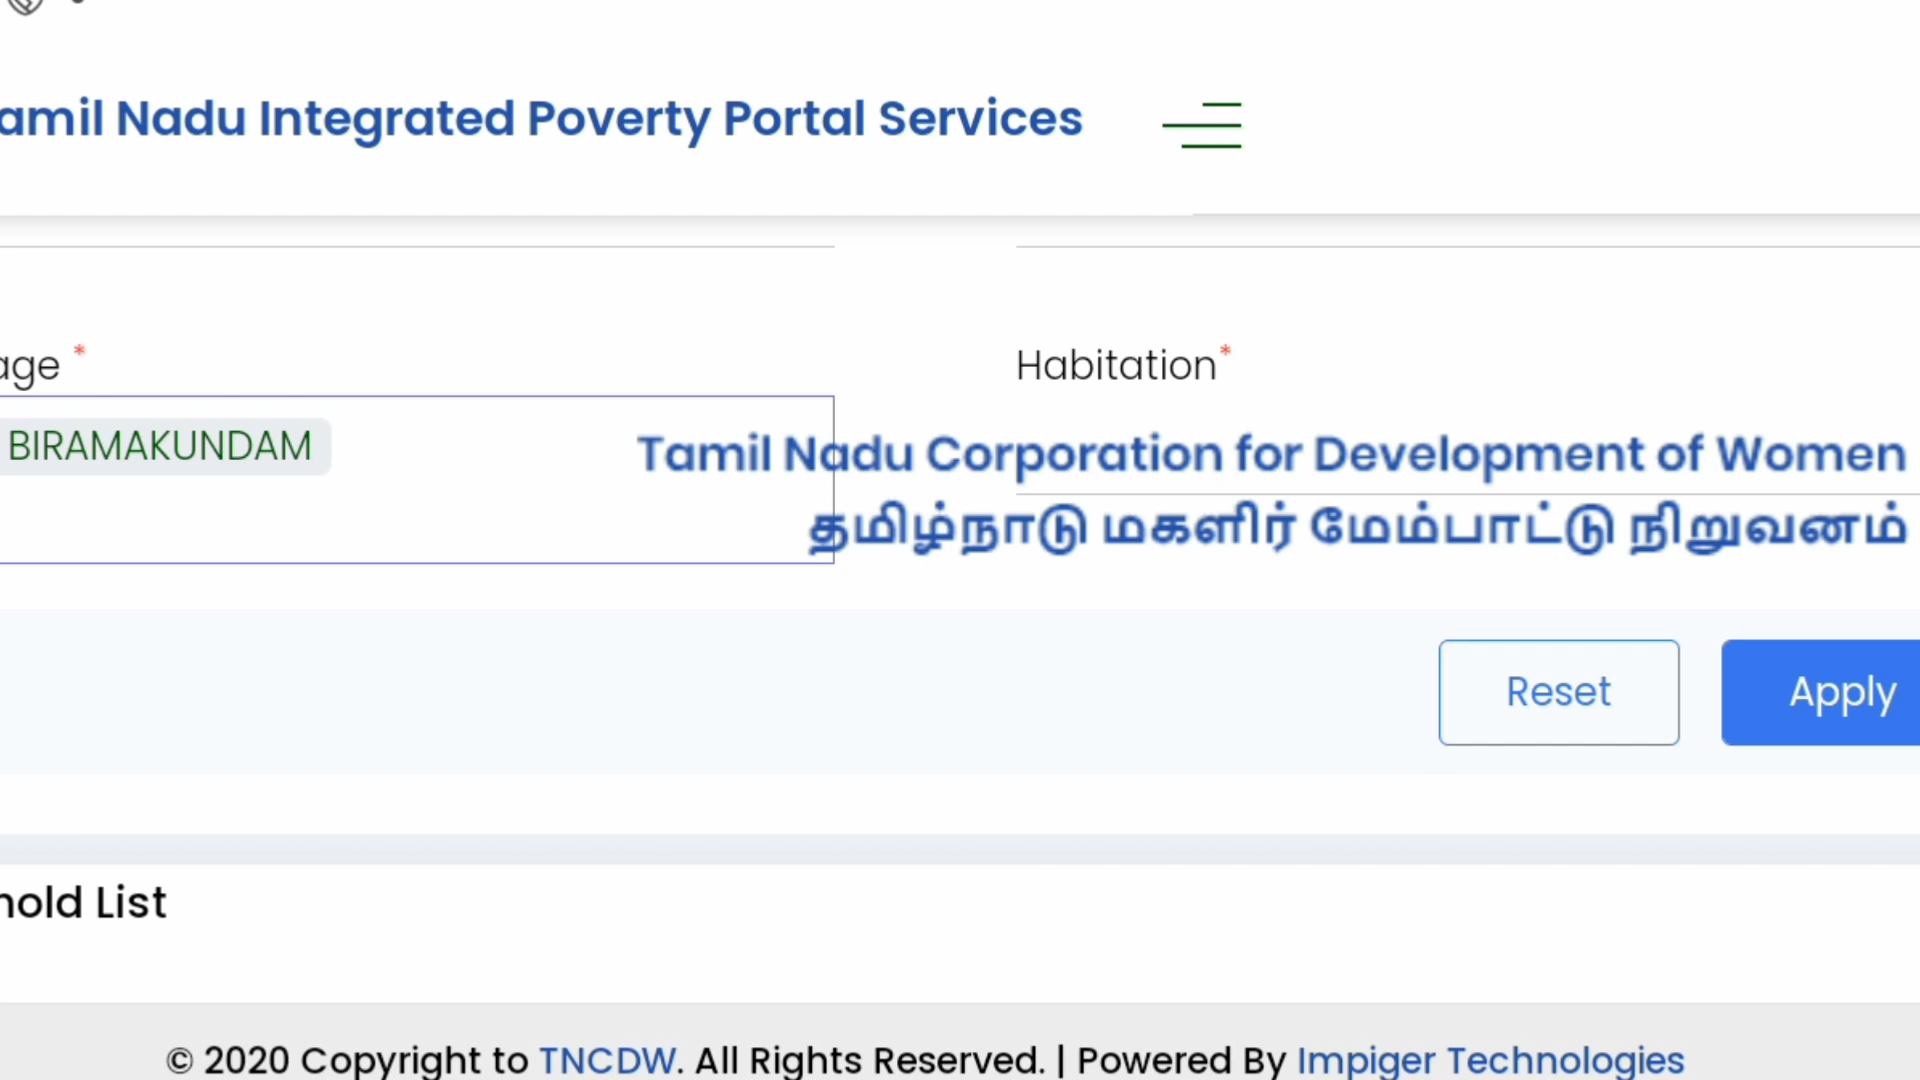 amil Nadu Integrated Poverty Portal Services
age *
Habitation*
BIRAMAKUNDAM
Tamil Nadu Corporation for Development of Women
தமிழ்நாடு மகளிர் மேம்பாட்டு நிறுவனம்
Reset
Apply
hold List
© 2020 Copyright to TNCDW. All Rights Reserved. | Powered By Impiger Technologies